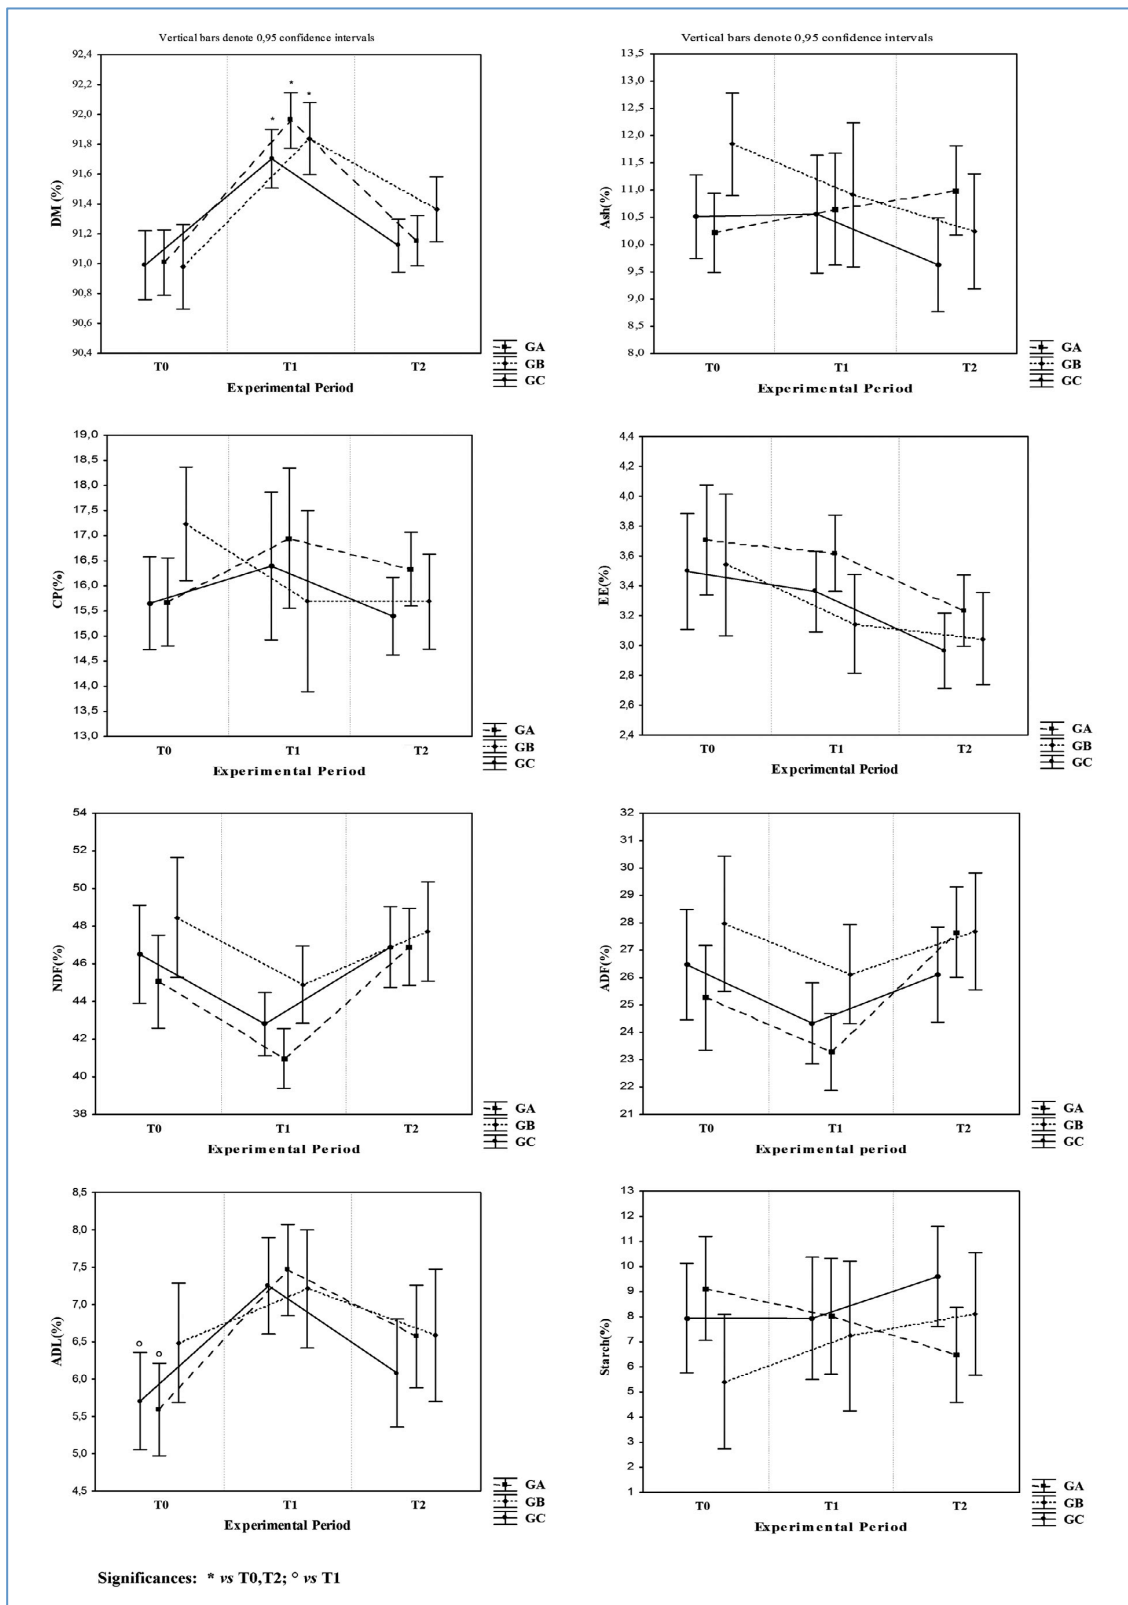 Vertical bars denote 0,95 confidence intervals
92,4
92,2
92,0
91,8
91,6
91,4
91,2
91,0
90,8
90,6
90,4
DM (%)
T0 T1 T2
Experimental Period
GA
GB
GC
Vertical bars denote 0,95 confidence intervals
13,5
13,0
12,5
12,0
11,5
11,0
10,5
10,0
9,5
9,0
8,5
8,0
Ash(%)
T0 T1 T2
Experimental Period
GA
GB
GC
19,0
18,5
18,0
17,5
17,0
16,5
16,0
15,5
15,0
14,5
14,0
13,5
13,0
CP(%)
T0 T1 T2
Experimental Period
GA
GB
GC
4,4
4,2
4,0
3,8
3,6
3,4
3,2
3,0
2,8
2,6
2,4
EE(%)
T0 T1 T2
Experimental Period
GA
GB
GC
54
52
50
48
46
44
42
40
38
NDF(%)
T0 T1 T2
Experimental Period
GA
GB
GC
32
31
30
29
28
27
26
25
24
23
22
21
ADF(%)
T0 T1 T2
Experimental period
GA
GB
GC
8,5
8,0
7,5
7,0
6,5
6,0
5,5
5,0
4,5
ADL(%)
T0 T1 T2
Experimental Period
GA
GB
GC
13
12
11
10
9
8
7
6
5
4
3
2
1
Starch(%)
T0 T1 T2
Experimental Period
GA
GB
GC
Significances: * vs T0,T2; ° vs T1